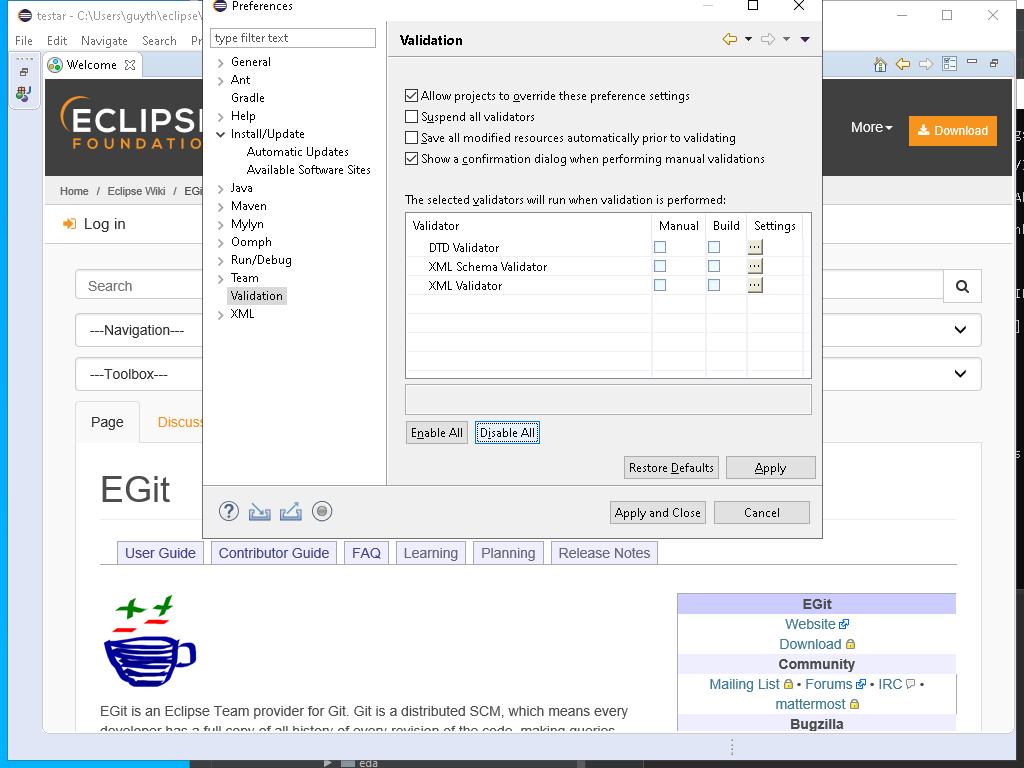 testar - C:\Users\guyth\eclipse\
File Edit Navigate Search
Welcome
ECLIPS
FOUNDATIO
More
Download
Home / Eclipse Wiki / EGi
Log in
Search
---Navigation---
---Toolbox---
Page Discuss
EGit
User Guide Contributor Guide FAQ Learning Planning Release Notes
EGit is an Eclipse Team provider for Git. Git is a distributed SCM, which means every
developer has a full copy of all history of every revision of the code, making queries
EGit
Website
Download
Community
Mailing List • Forums • IRC •
mattermost
Bugzilla
eda
Preferences
type filter text
General
Ant
Gradle
Help
Install/Update
Automatic Updates
Available Software Sites
Java
Maven
Mylyn
Oomph
Run/Debug
Team
Validation
XML
Validation
Allow projects to override these preference settings
Suspend all validators
Save all modified resources automatically prior to validating
Show a confirmation dialog when performing manual validations
The selected validators will run when validation is performed:
Validator Manual Build Settings
DTD Validator ...
XML Schema Validator ...
XML Validator ...
Enable All Disable All
Restore Defaults Apply
? Apply and Close Cancel